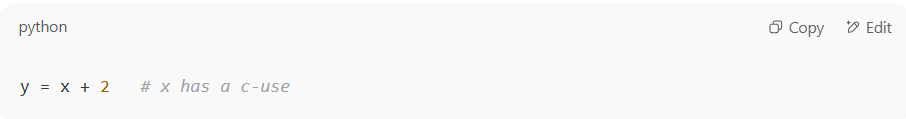 python Copy Edit
y = x + 2 # x has a c-use